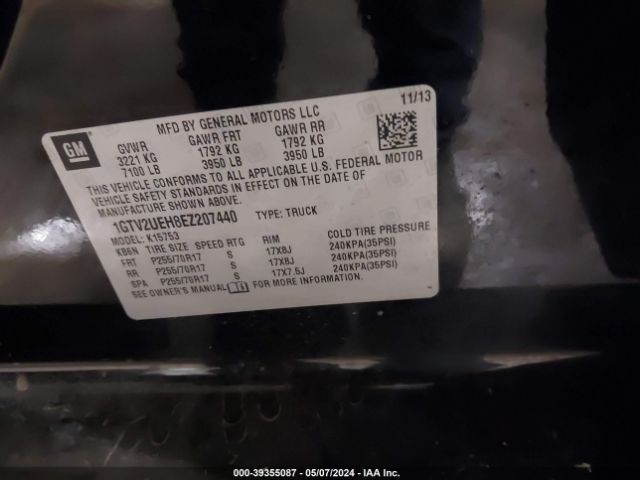 GM
MFD BY GENERAL MOTORS LLC 11/13
GVWR GAWR FRT GAWR RR
3221 KG 1792 KG 1792 KG
7100 LB 3950 LB 3950 LB
THIS VEHICLE CONFORMS TO ALL APPLICABLE U.S. FEDERAL MOTOR
VEHICLE SAFETY STANDARDS IN EFFECT ON THE DATE OF
MANUFACTURE SHOWN ABOVE.
1GTV2UEH8EZ207440 TYPE: TRUCK
MODEL: K15753
KBEN TIRE SIZE SPEED RTG RIM COLD TIRE PRESSURE
FRT P255/70R17 S 17X8J 240KPA(35PSI)
RR P255/70R17 S 17X8J 240KPA(35PSI)
SPA P255/70R17 S 17X7.5J 240KPA(35PSI)
SEE OWNER'S MANUAL FOR MORE INFORMATION.
000-39355087 - 05/07/2024 - IAA Inc.